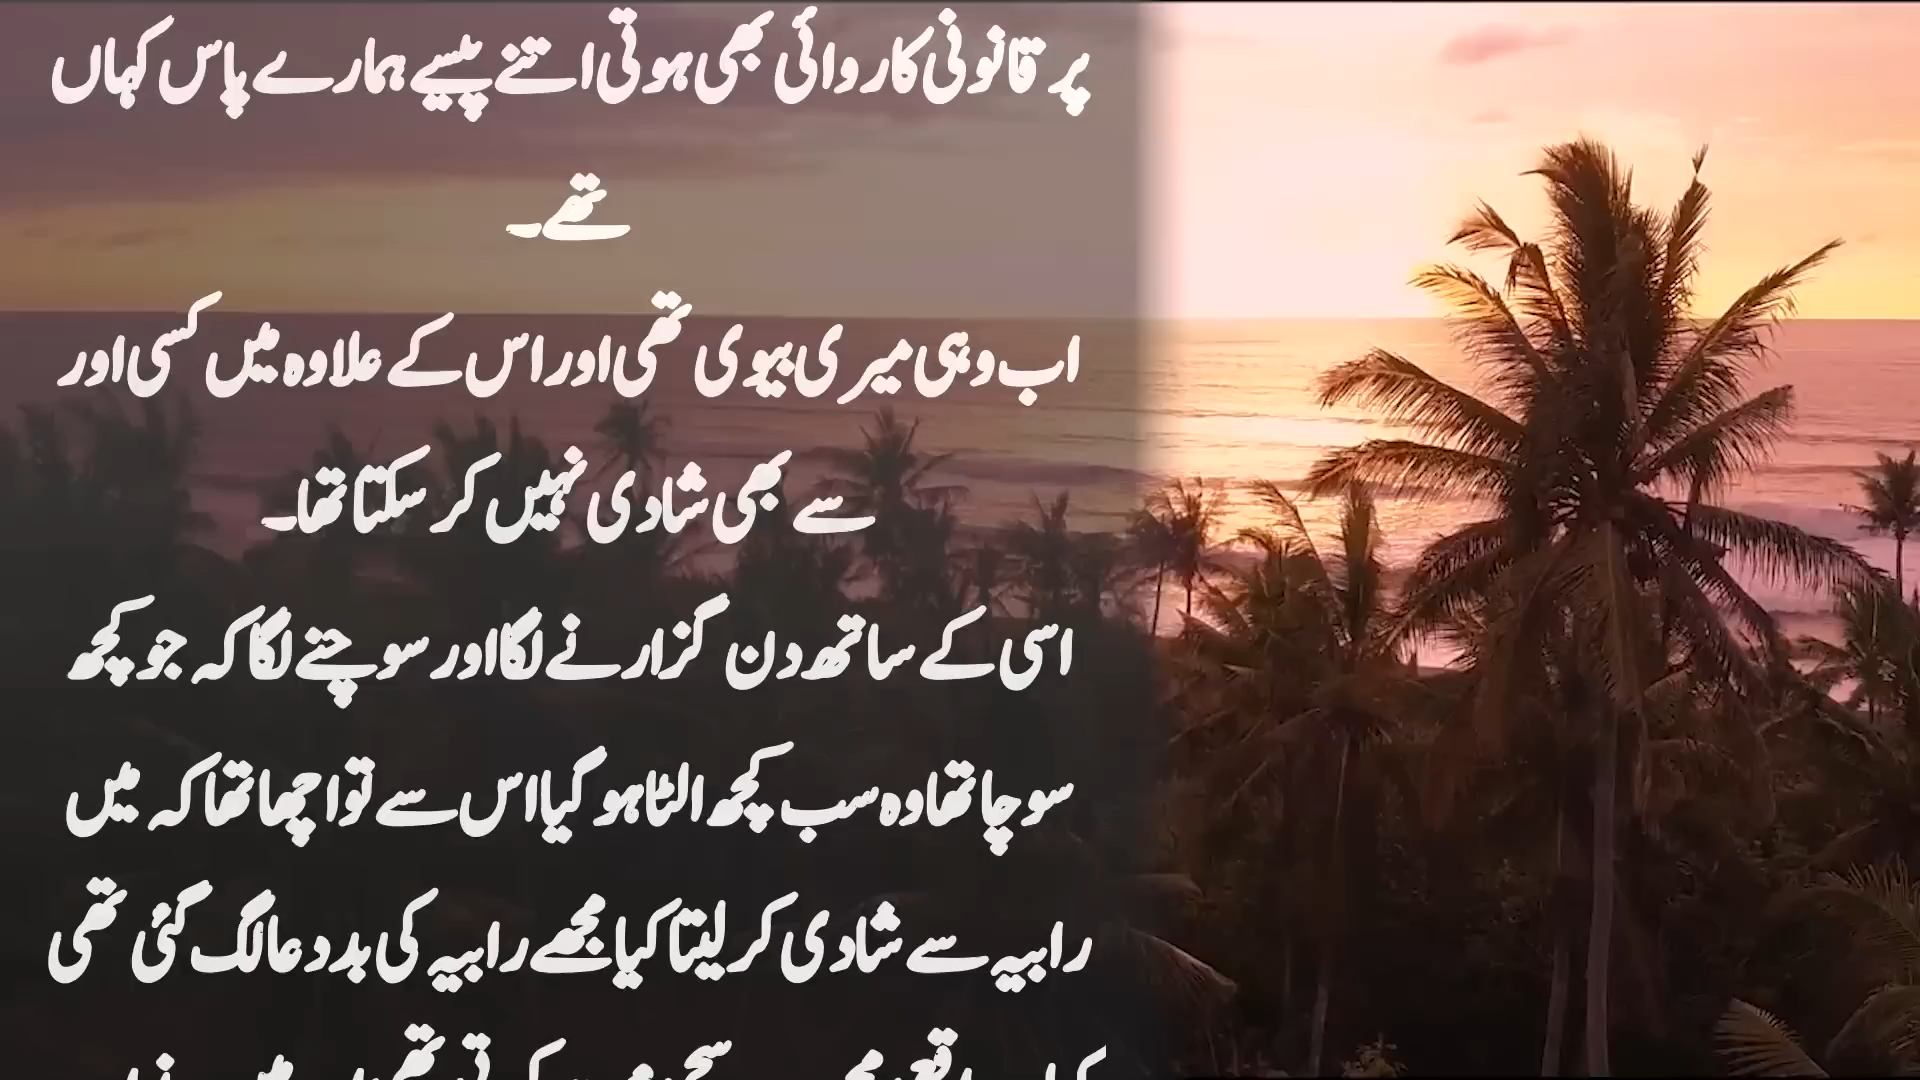 پر قانونی کاروائی بھی ہوتی اتنے پیسے ہمارے پاس کہاں
تھے۔
اب وہی میری بیوی تھی اور اس کے علاوہ میں کسی اور
سے بھی شادی نہیں کر سکتا تھا۔
اسی کے ساتھ دن گزارنے لگا اور سوچنے لگا کہ جو کچھ
سوچا تھا وہ سب کچھ الٹا ہو گیا اس سے تو اچھا تھا کہ میں
رابیہ سے شادی کر لیتا کیا مجھے رابیہ کی بددعا لگ گئی تھی